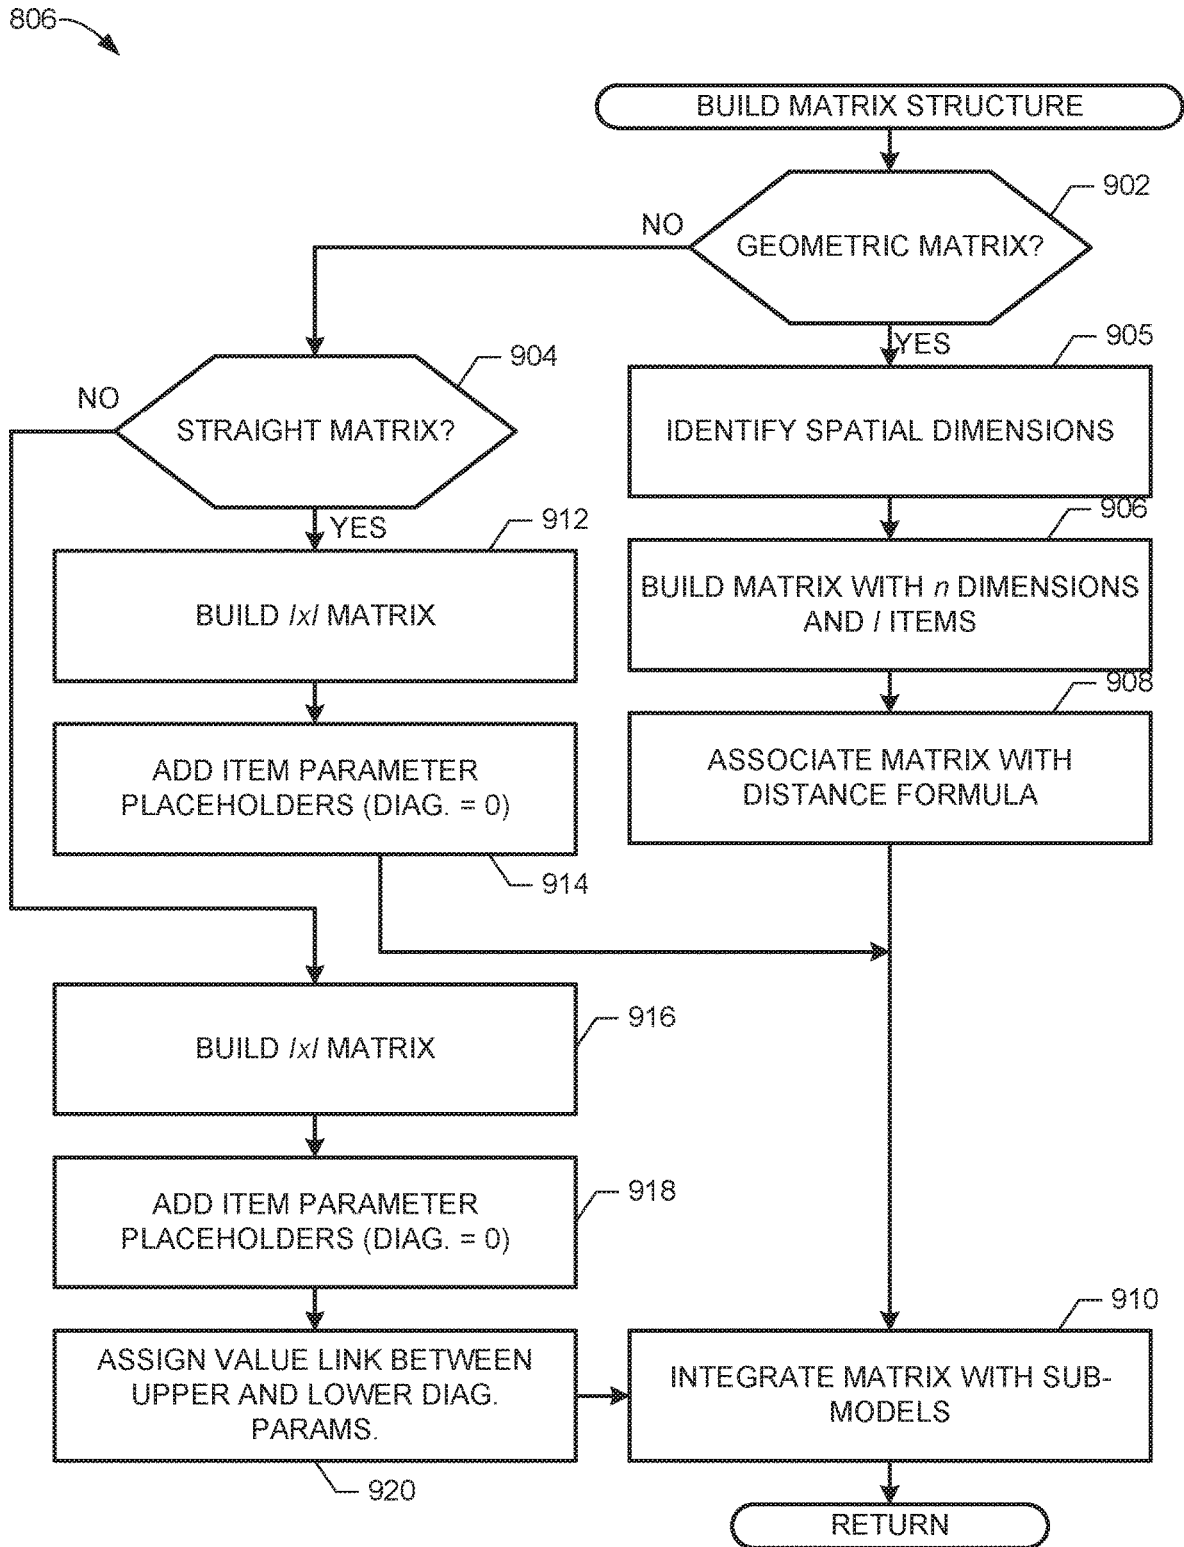 806
BUILD MATRIX STRUCTURE
902
NO
GEOMETRIC MATRIX?
YES
905
904
NO
STRAIGHT MATRIX?
IDENTIFY SPATIAL DIMENSIONS
YES
912
906
BUILD IxI MATRIX
BUILD MATRIX WITH n DIMENSIONS
AND I ITEMS
908
ADD ITEM PARAMETER
PLACEHOLDERS (DIAG. = 0)
ASSOCIATE MATRIX WITH
DISTANCE FORMULA
914
BUILD IxI MATRIX
916
ADD ITEM PARAMETER
PLACEHOLDERS (DIAG. = 0)
918
910
ASSIGN VALUE LINK BETWEEN
UPPER AND LOWER DIAG.
PARAMS.
INTEGRATE MATRIX WITH SUB-
MODELS
920
RETURN